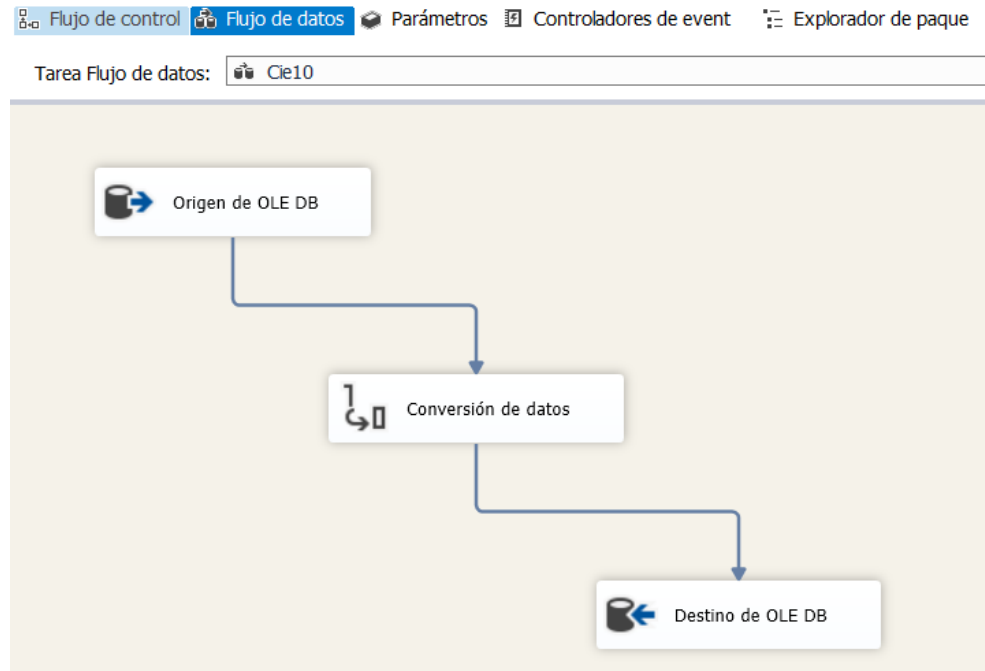 Flujo de control Flujo de datos Parámetros Controladores de event Explorador de paque
Tarea Flujo de datos: Cie10
Origen de OLE DB
Conversión de datos
Destino de OLE DB